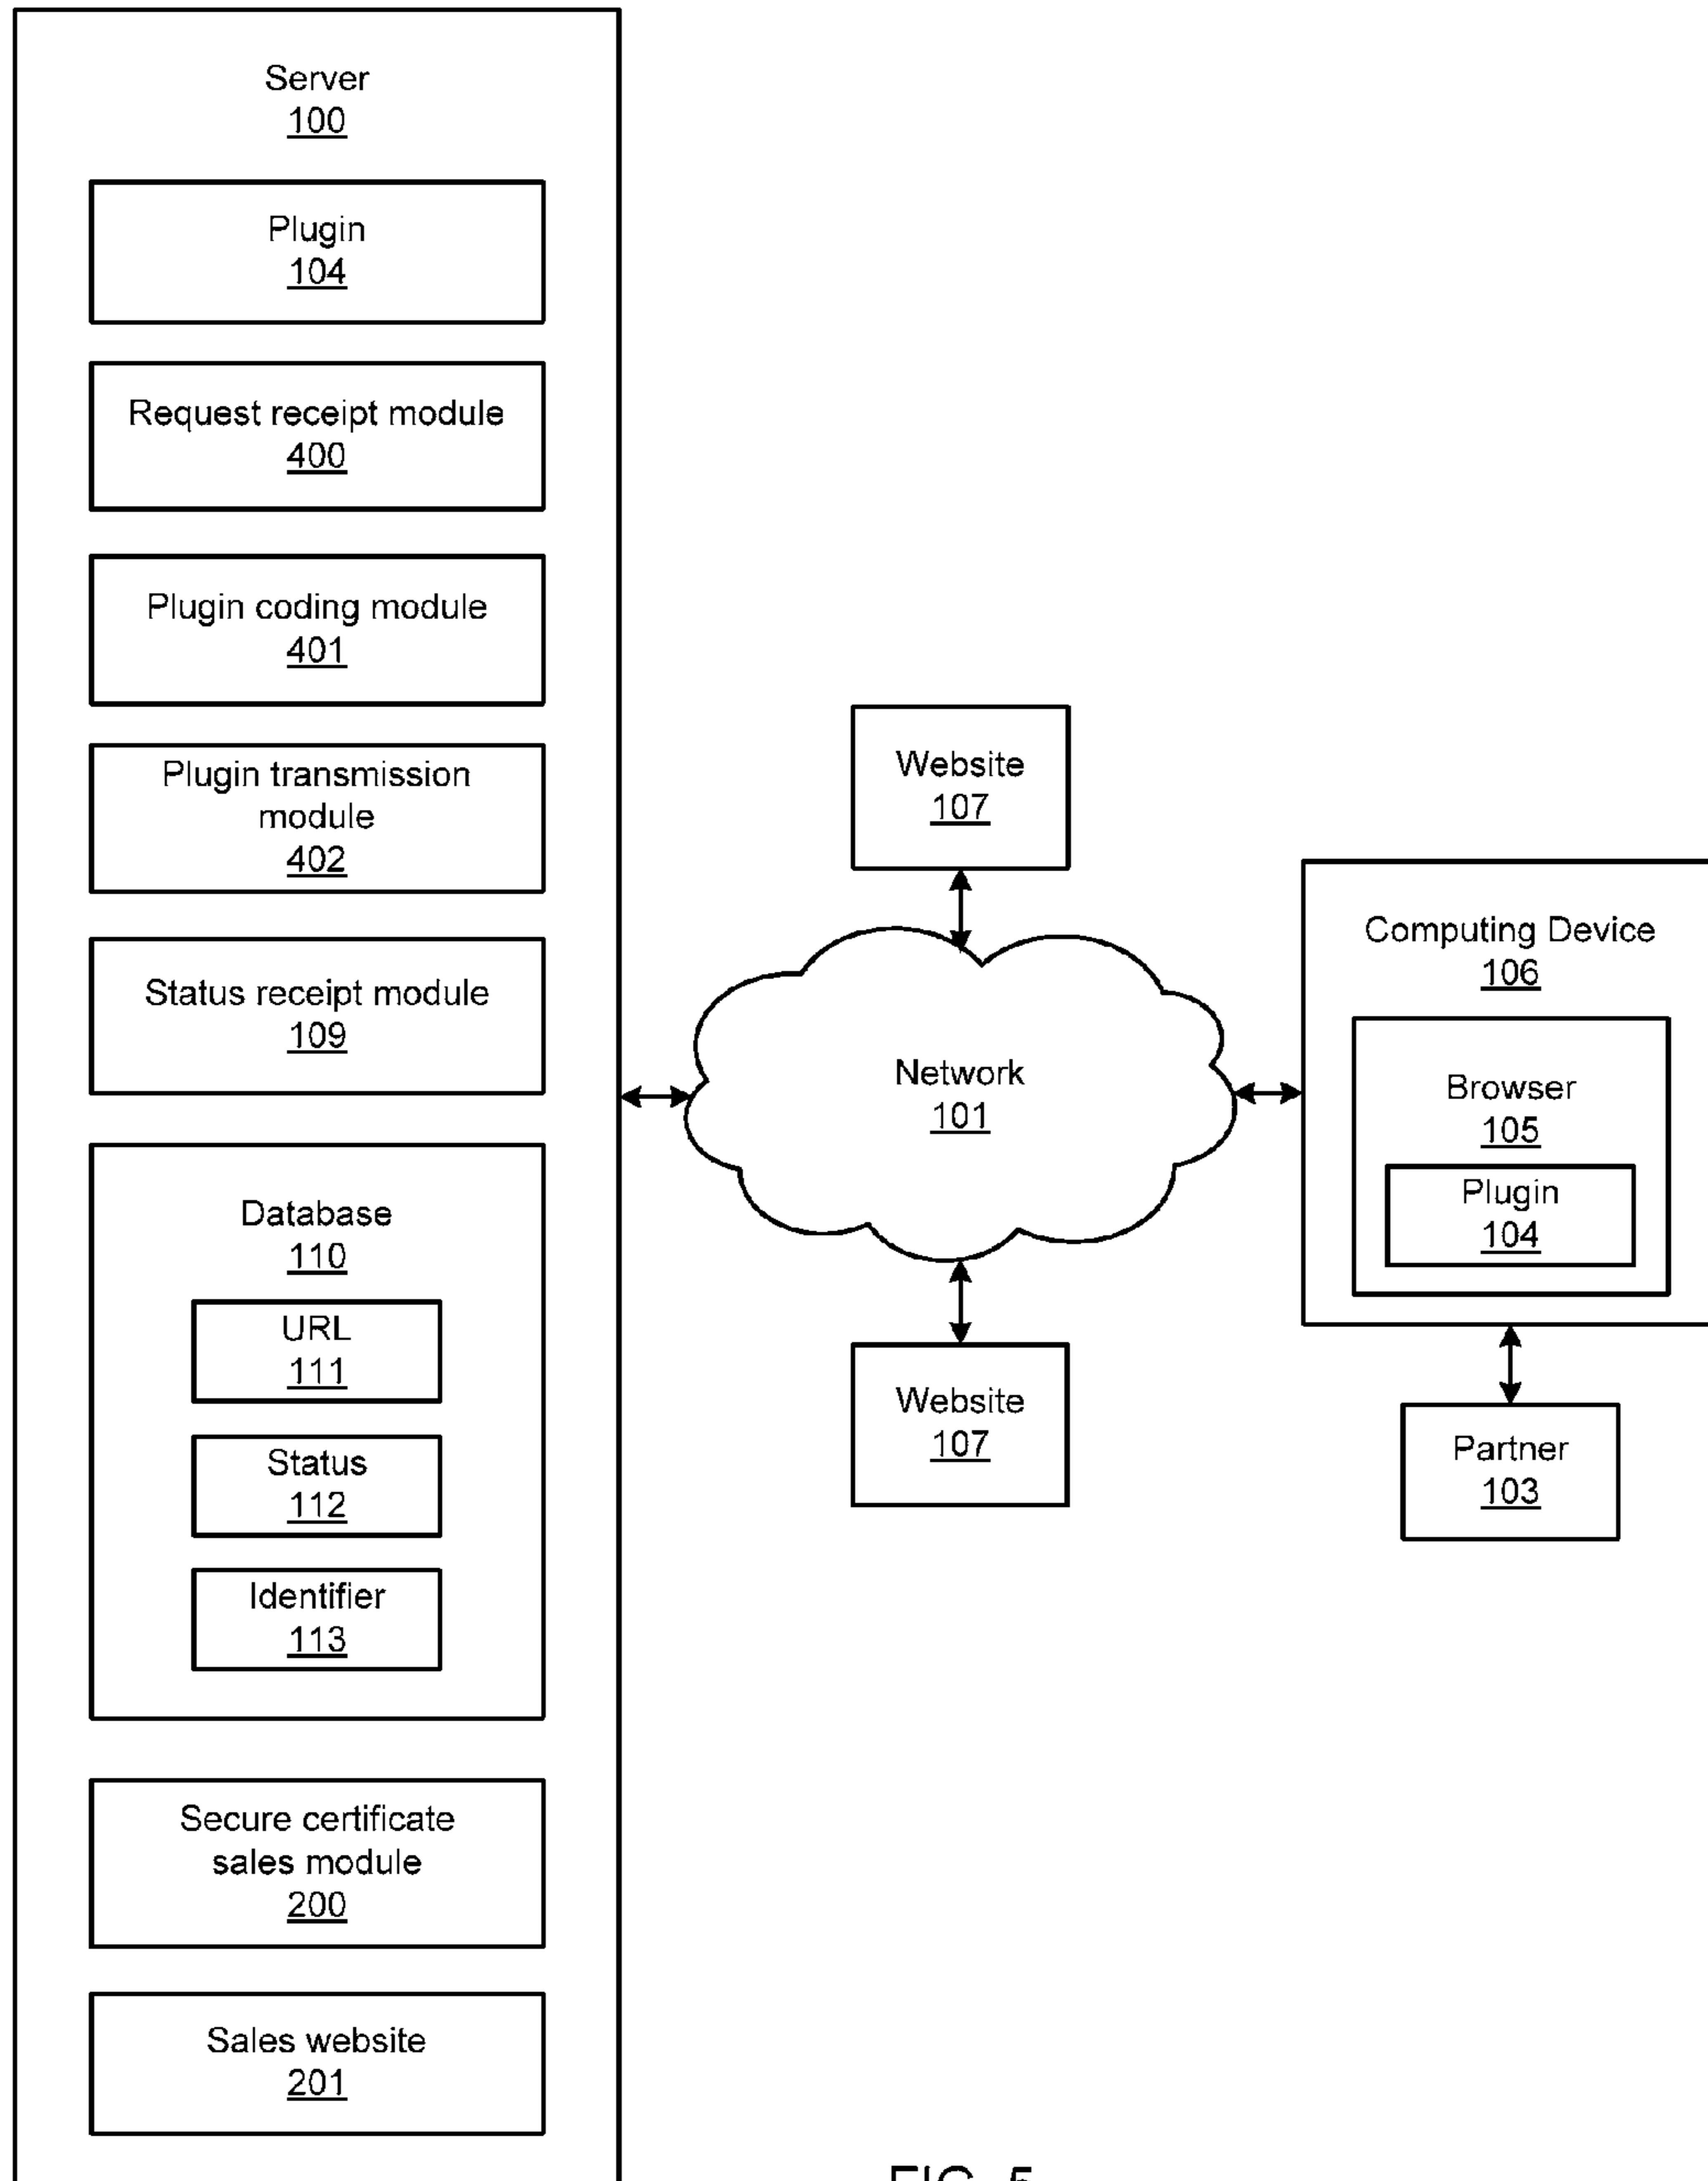 Server
100
Plugin
104
Request receipt module
400
Plugin coding module
401
Plugin transmission
module
402
Status receipt module
109
Database
110
URL
111
Status
112
Identifier
113
Secure certificate
sales module
200
Sales website
201
Website
107
Network
101
Website
107
Computing Device
106
Browser
105
Plugin
104
Partner
103
FIG. 5